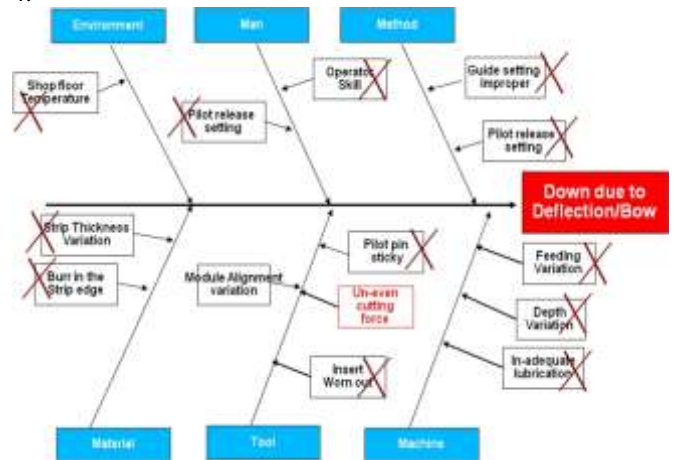 Environment
Man
Method
Shop floor
Temperature
Operator
Skill
Pilot release
setting
Guide setting
Improper
Pilot release
setting
Down due to
Deflection/Bow
Strip Thickness
Variation
Burr in the
Strip edge
Module Alignment
variation
Pilot pin
sticky
Un-even
cutting
force
Insert
Worn out
Feeding
Variation
Depth
Variation
In-adequate
lubrication
Material
Tool
Machine